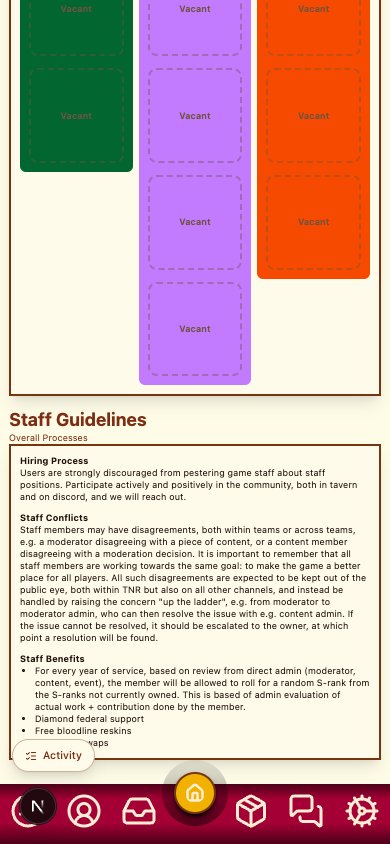 Vacant Vacant Vacant
Vacant Vacant Vacant
Vacant Vacant
Vacant
Staff Guidelines
Overall Processes
Hiring Process
Users are strongly discouraged from pestering game staff about staff
positions. Participate actively and positively in the community, both in tavern
and on discord, and we will reach out.
Staff Conflicts
Staff members may have disagreements, both within teams or across teams,
e.g. a moderator disagreeing with a piece of content, or a content member
disagreeing with a moderation decision. It is important to remember that all
staff members are working towards the same goal: to make the game a better
place for all players. All such disagreements are expected to be kept out of the
public eye, both within TNR but also on all other channels, and instead be
handled by raising the concern "up the ladder", e.g. from moderator to
moderator admin, who can then resolve the issue with e.g. content admin. If
the issue cannot be resolved, it should be escalated to the owner, at which
point a resolution will be found.
Staff Benefits
• For every year of service, based on review from direct admin (moderator,
content, event), the member will be allowed to roll for a random S-rank from
the S-ranks not currently owned. This is based of admin evaluation of
actual work + contribution done by the member.
• Diamond federal support
• Free bloodline reskins
Activity
N